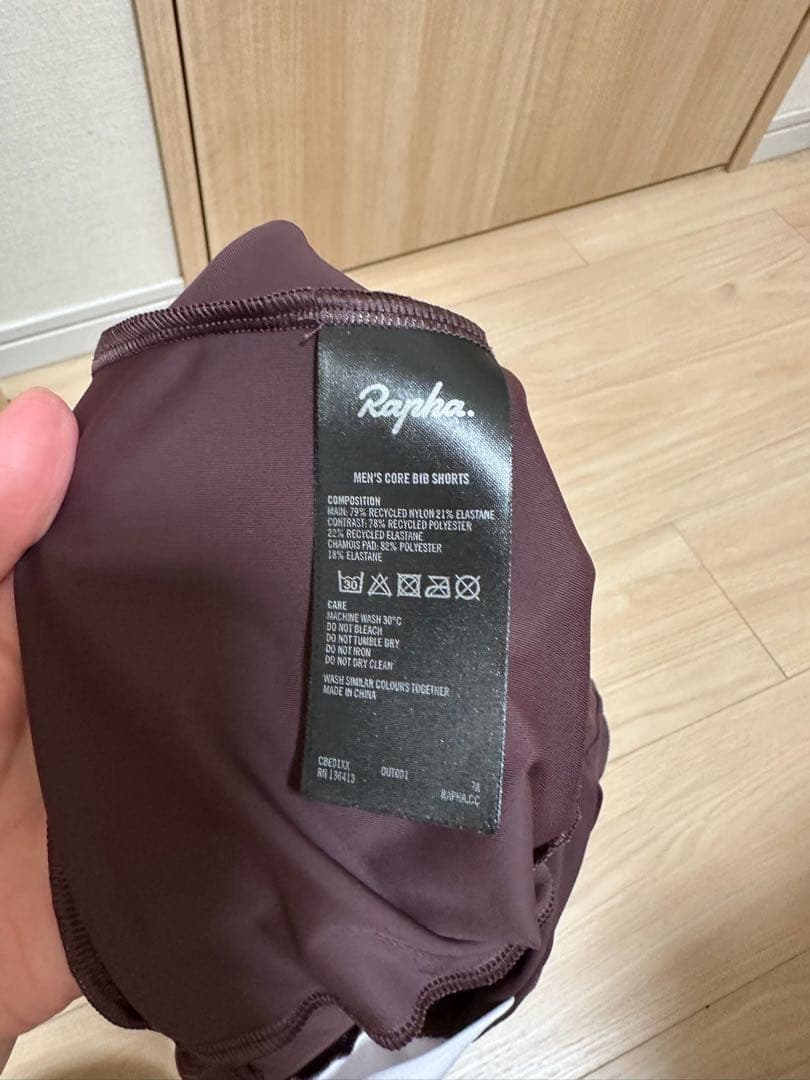 Rapha.
MEN'S CORE BIB SHORTS
COMPOSITION
MAIN: 79% RECYCLED NYLON 21% ELASTANE
CONTRAST: 78% RECYCLED POLYESTER
22% RECYCLED ELASTANE
CHAMOIS PAD: 82% POLYESTER
18% ELASTANE
30
CARE
MACHINE WASH 30°C
DO NOT BLEACH
DO NOT TUMBLE DRY
DO NOT IRON
DO NOT DRY CLEAN
WASH SIMILAR COLOURS TOGETHER
MADE IN CHINA
CBE01XX
RN 136413 OUT001
RAPHA.CC